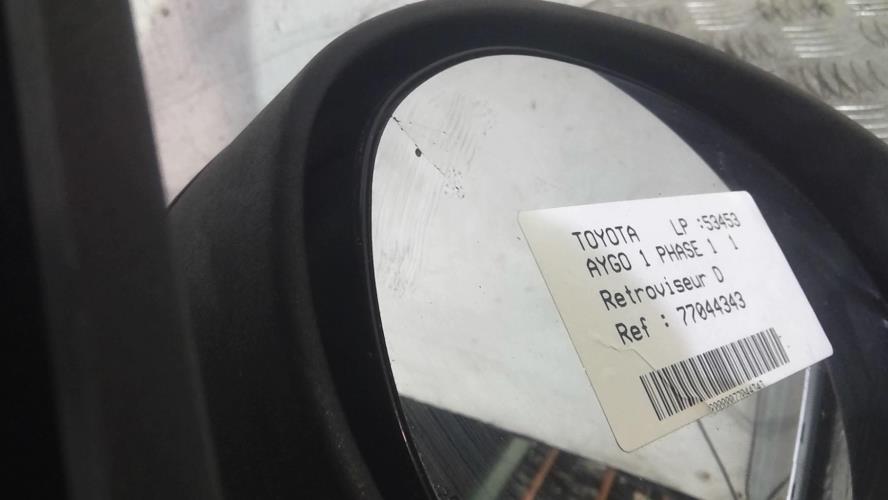 TOYOTA LP :53453
AYGO 1 PHASE 1 1
Retroviseur D
Ref : 77044343